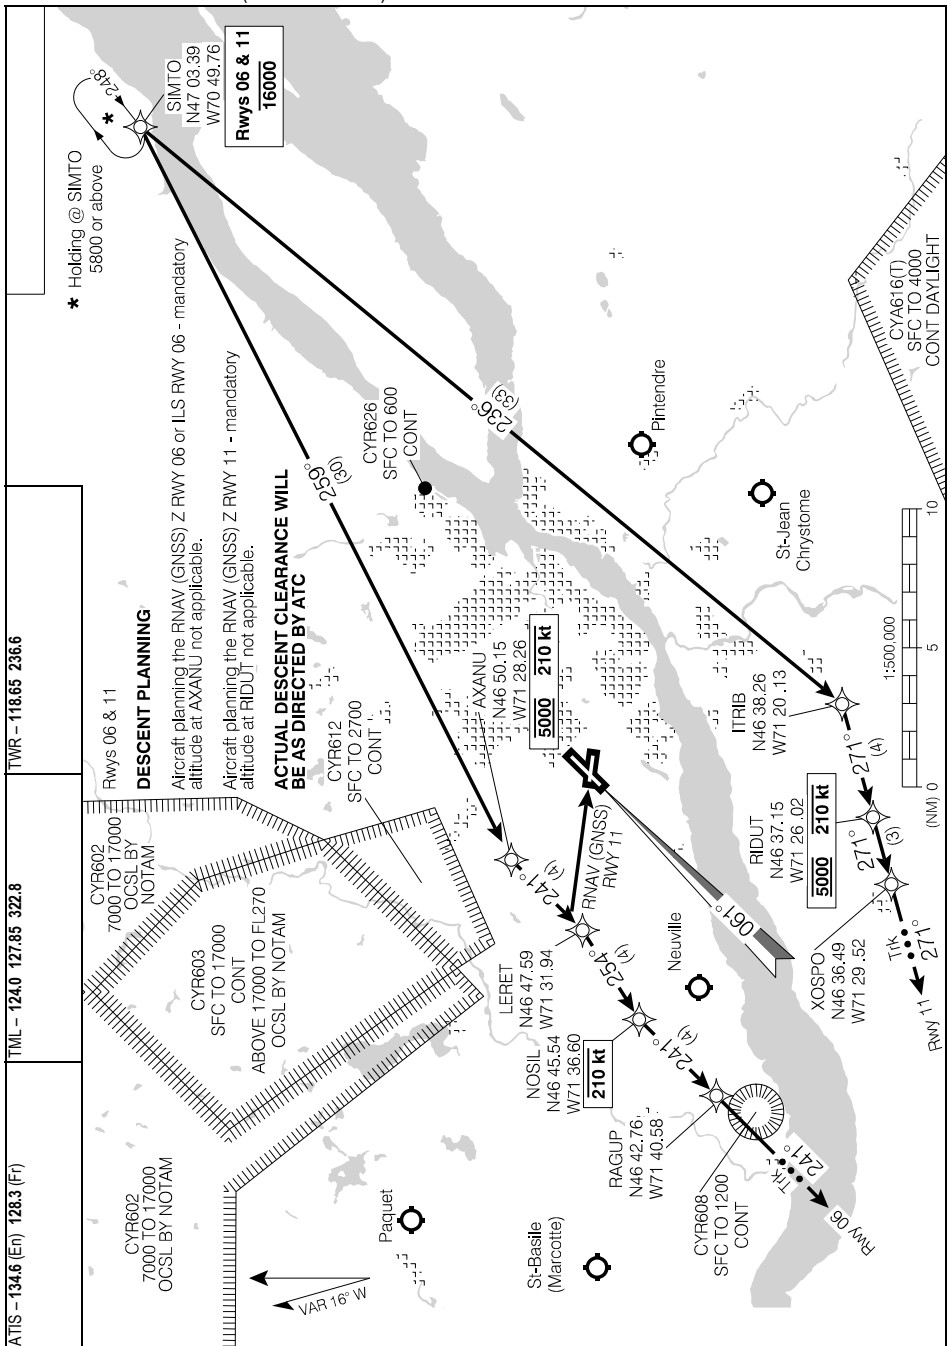 ATIS – 134.6 (En) 128.3 (Fr)
TML – 124.0 127.85 322.8
TWR – 118.65 236.6
* Holding @ SIMTO
5800 or above
248°
*
SIMTO
N47 03.39
W70 49.76
Rwys 06 & 11
16000
Rwys 06 & 11
DESCENT PLANNING
Aircraft planning the RNAV (GNSS) Z RWY 06 or ILS RWY 06 - mandatory
altitude at AXANU not applicable.
Aircraft planning the RNAV (GNSS) Z RWY 11 - mandatory
altitude at RIDUT not applicable.
ACTUAL DESCENT CLEARANCE WILL
BE AS DIRECTED BY ATC
CYR602
7000 TO 17000
OCSL BY
NOTAM
CYR603
SFC TO 17000
CONT
ABOVE 17000 TO FL270
OCSL BY NOTAM
CYR612
SFC TO 2700
CONT
CYR602
7000 TO 17000
OCSL BY NOTAM
VAR 16° W
CYR626
SFC TO 600
CONT
259°
(30)
236°
(33)
AXANU
N46 50.15
W71 28.26
5000 210 kt
241°
(4)
RNAV (GNSS)
RWY 11
LERET
N46 47.59
W71 31.94
254°
(4)
NOSIL
N46 45.54
W71 36.60
210 kt
241°
(4)
RAGUP
N46 42.76
W71 40.58
CYR608
SFC TO 1200
CONT
Trk
241°
Rwy 06
061°
Paquet
St-Basile
(Marcotte)
Neuville
Pintendre
St-Jean
Chrystome
CYA616(T)
SFC TO 4000
CONT DAYLIGHT
ITRIB
N46 38.26
W71 20 .13
271°
(4)
RIDUT
N46 37.15
W71 26 .02
5000 210 kt
271°
(3)
XOSPO
N46 36.49
W71 29 .52
Trk
271°
Rwy 11
1:500,000
(NM) 0 5 10